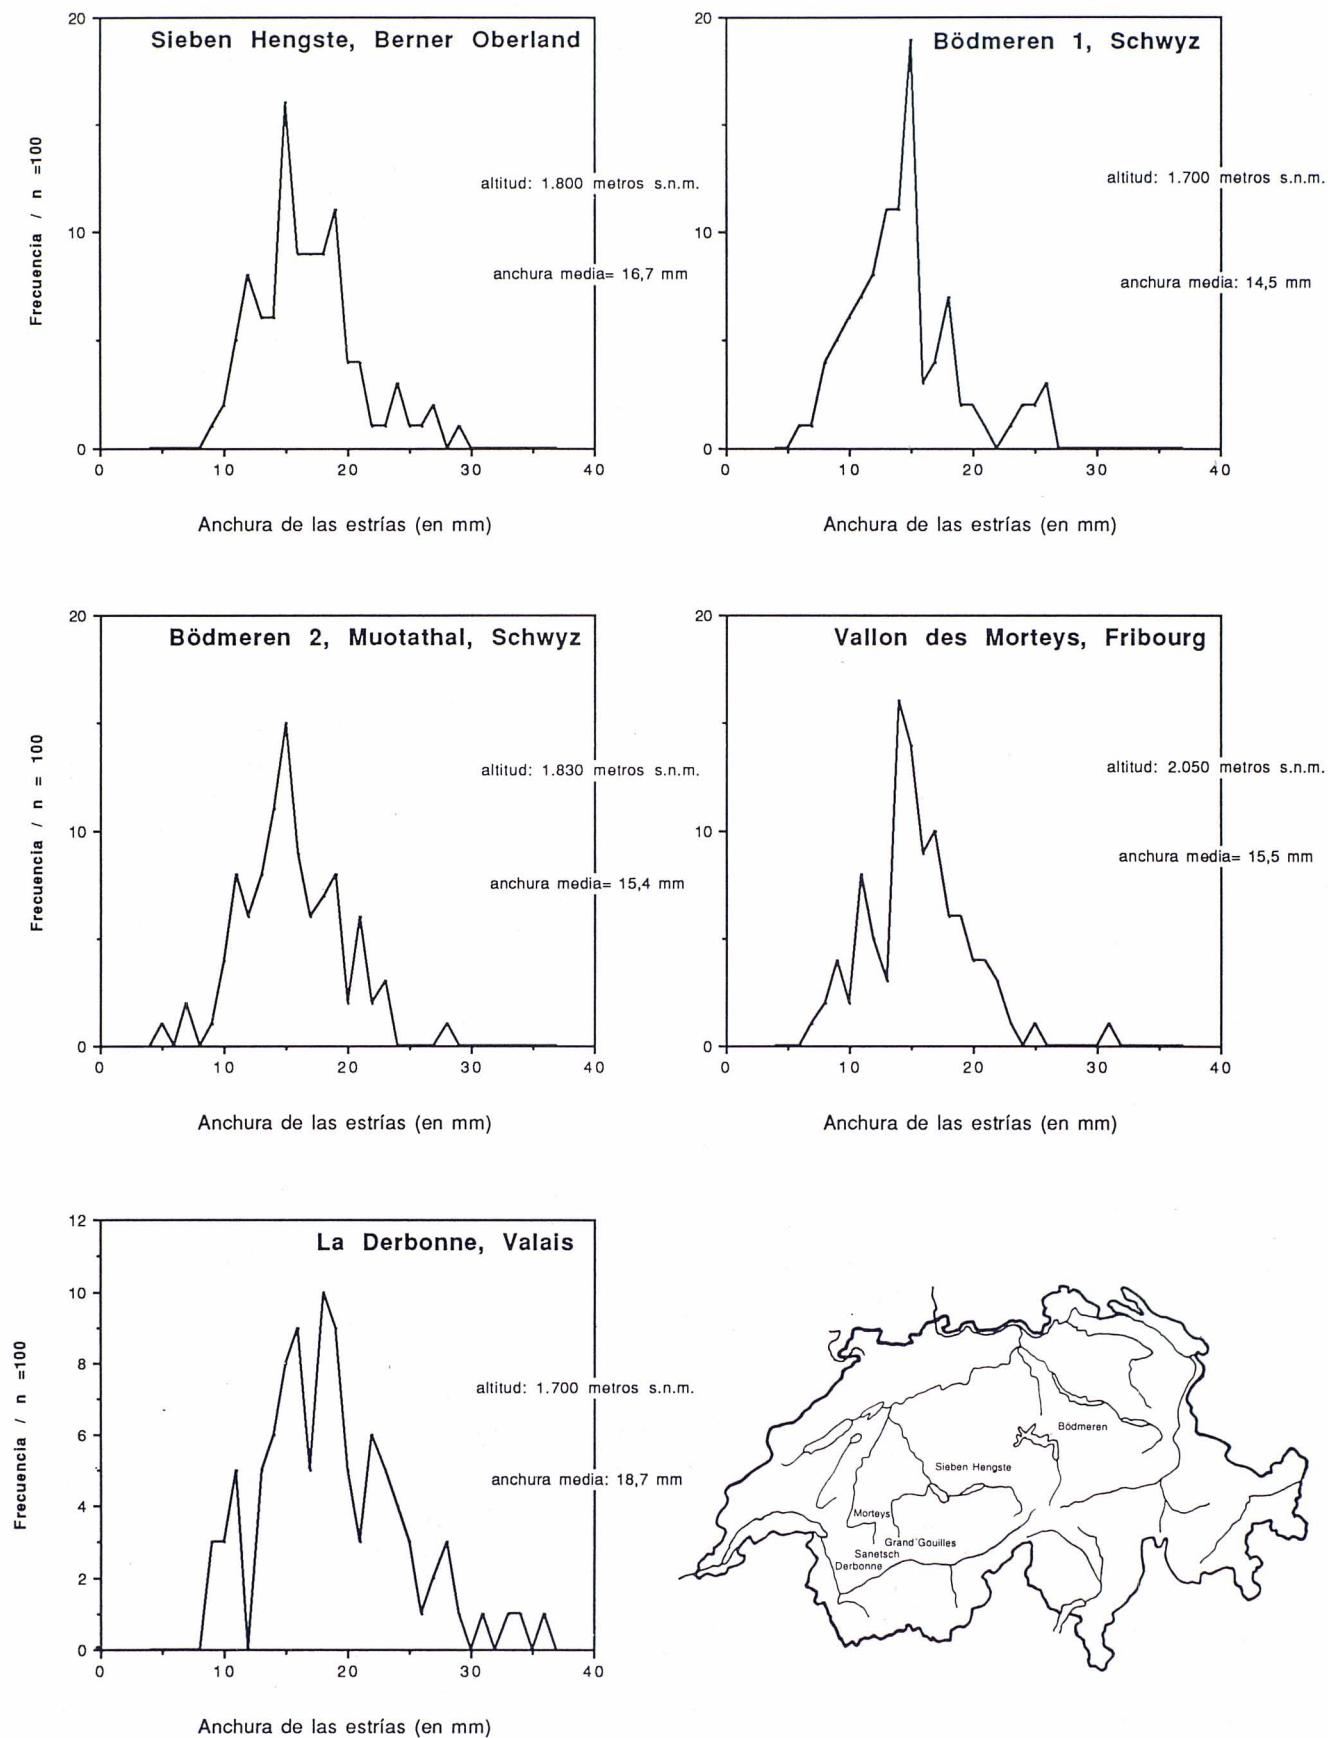 Sieben Hengste, Berner Oberland
altitud: 1.800 metros s.n.m.
anchura media= 16,7 mm
Frecuencia / n =100
20
10
0
0 10 20 30 40
Anchura de las estrías (en mm)
Bödmeren 1, Schwyz
altitud: 1.700 metros s.n.m.
anchura media: 14,5 mm
20
10
0
0 10 20 30 40
Anchura de las estrías (en mm)
Bödmeren 2, Muotathal, Schwyz
altitud: 1.830 metros s.n.m.
anchura media= 15,4 mm
Frecuencia / n = 100
20
10
0
0 10 20 30 40
Anchura de las estrías (en mm)
Vallon des Morteys, Fribourg
altitud: 2.050 metros s.n.m.
anchura media= 15,5 mm
20
10
0
0 10 20 30 40
Anchura de las estrías (en mm)
La Derbonne, Valais
altitud: 1.700 metros s.n.m.
anchura media: 18,7 mm
Frecuencia / n =100
12
10
8
6
4
2
0
0 10 20 30 40
Anchura de las estrías (en mm)
Bödmeren
Sieben Hengste
Morteys
Grand'Gouilles
Sanetsch
Derbonne